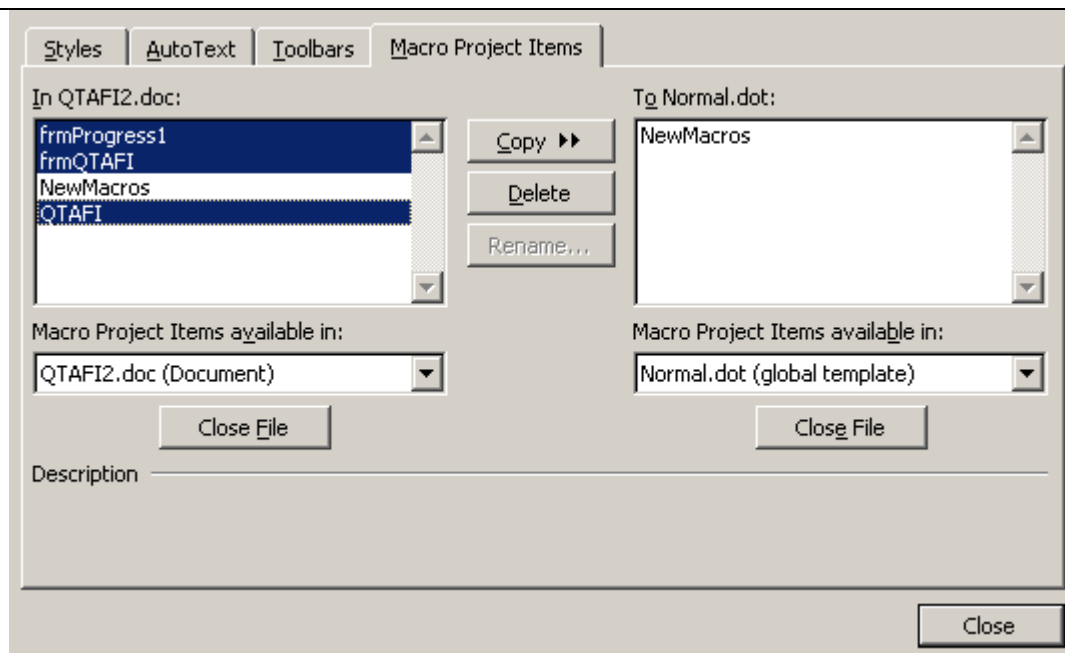 Styles AutoText Toolbars Macro Project Items
In QTAFI2.doc: To Normal.dot:
frmProgress1 Copy NewMacros
frmQTAFI
NewMacros Delete
QTAFI
Rename...
Macro Project Items available in: Macro Project Items available in:
QTAFI2.doc (Document) Normal.dot (global template)
Close File Close File
Description
Close